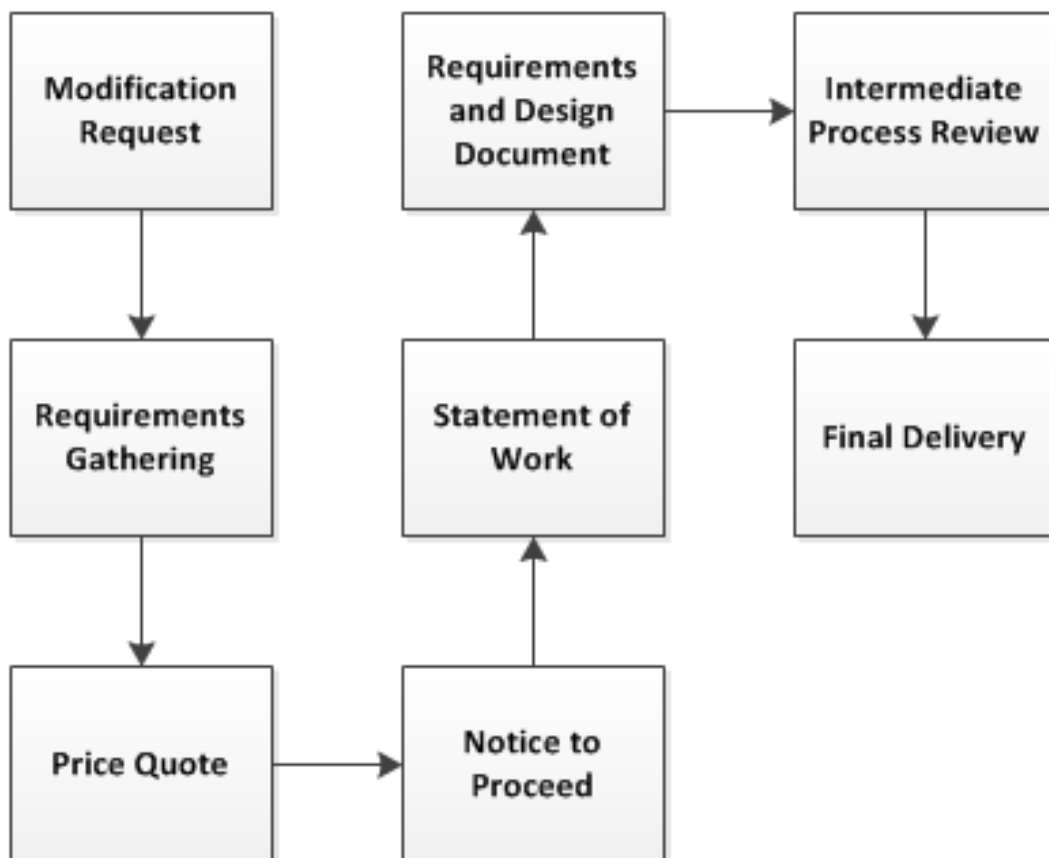 Modification
Request
Requirements
Gathering
Price Quote
Notice to
Proceed
Statement of
Work
Requirements
and Design
Document
Intermediate
Process Review
Final Delivery